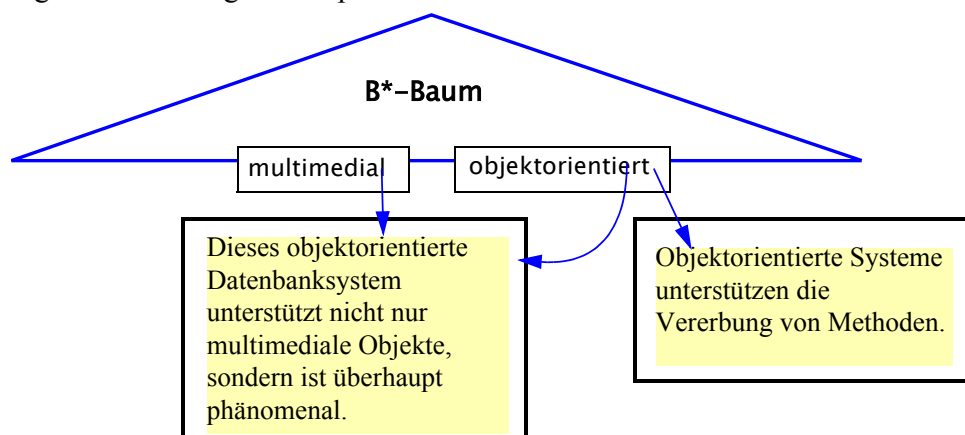 B*-Baum
multimedial
objektorientiert
Dieses objektorientierte
Datenbanksystem
unterstützt nicht nur
multimediale Objekte,
sondern ist überhaupt
phänomenal.
Objektorientierte Systeme
unterstützen die
Vererbung von Methoden.